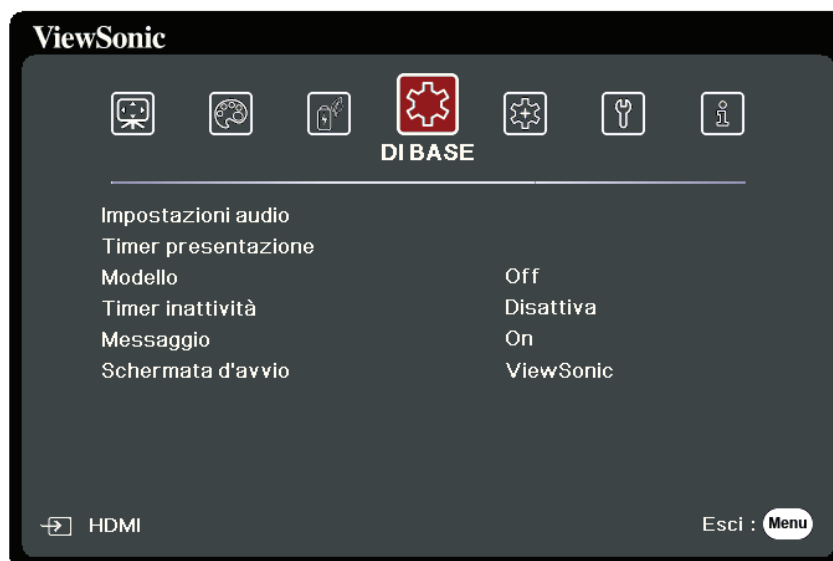 ViewSonic
DI BASE
Impostazioni audio
Timer presentazione
Modello Off
Timer inattività Disattiva
Messaggio On
Schermata d'avvio ViewSonic
HDMI
Esci : Menu